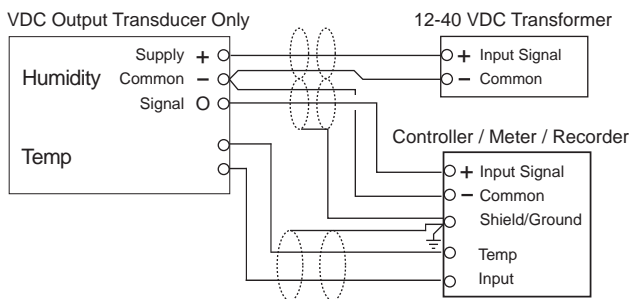 VDC Output Transducer Only
Supply +
Humidity Common –
Signal O
Temp
12-40 VDC Transformer
+ Input Signal
– Common
Controller / Meter / Recorder
+ Input Signal
– Common
Shield/Ground
Temp
Input